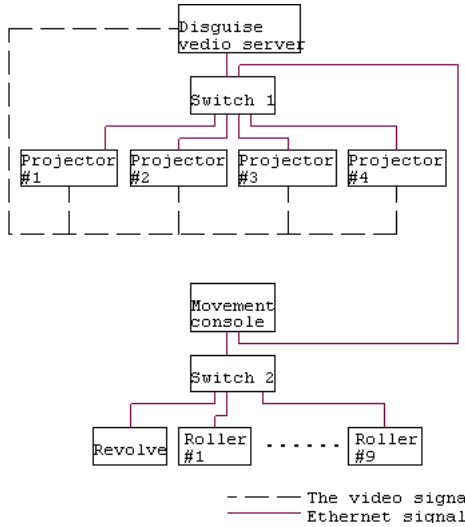 Disguise
vedio server
Switch 1
Projector
#1
Projector
#2
Projector
#3
Projector
#4
Movement
console
Switch 2
Revolve
Roller
#1
......
Roller
#9
The video signa
Ethernet signal